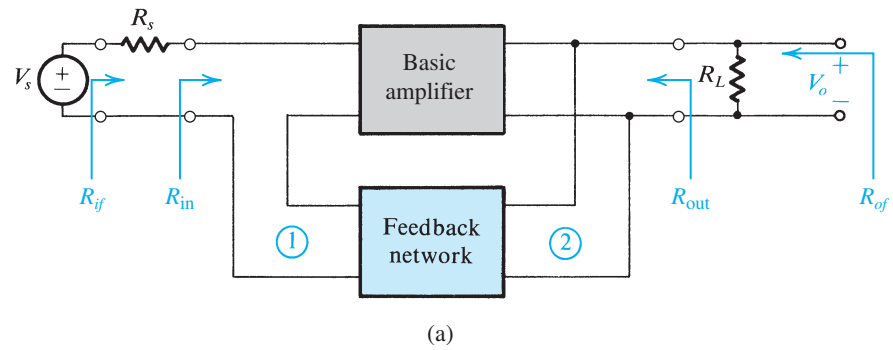 R_s
V_s
+
−
Basic
amplifier
R_L
V_o
+
−
R_if
R_in
R_out
R_of
1
2
Feedback
network
(a)